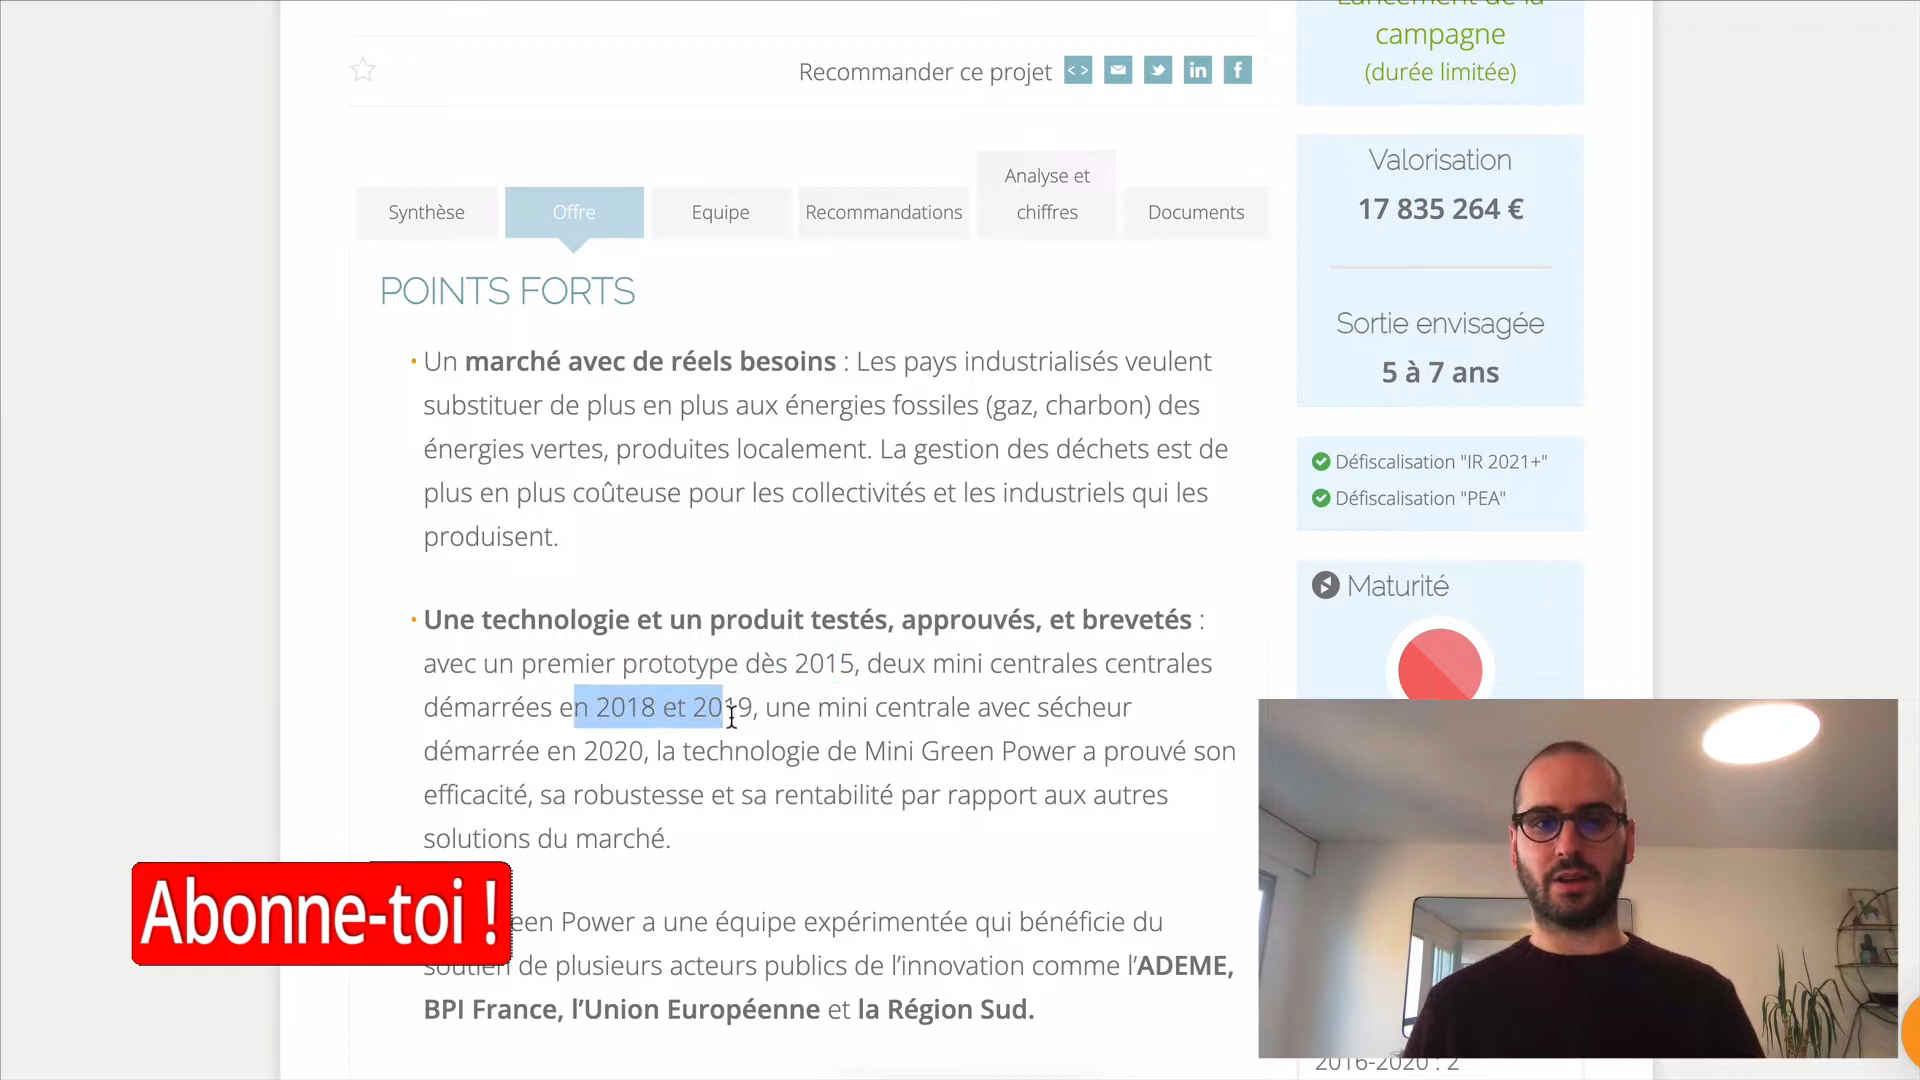 Lancement de la
campagne
(durée limitée)
Recommander ce projet
Valorisation
17 835 264 €
Sortie envisagée
5 à 7 ans
Défiscalisation "IR 2021+"
Défiscalisation "PEA"
Maturité
Synthèse
Offre
Equipe
Recommandations
Analyse et
chiffres
Documents
POINTS FORTS
• Un marché avec de réels besoins : Les pays industrialisés veulent
substituer de plus en plus aux énergies fossiles (gaz, charbon) des
énergies vertes, produites localement. La gestion des déchets est de
plus en plus coûteuse pour les collectivités et les industriels qui les
produisent.
• Une technologie et un produit testés, approuvés, et brevetés :
avec un premier prototype dès 2015, deux mini centrales centrales
démarrées en 2018 et 2019, une mini centrale avec sécheur
démarrée en 2020, la technologie de Mini Green Power a prouvé son
efficacité, sa robustesse et sa rentabilité par rapport aux autres
solutions du marché.
een Power a une équipe expérimentée qui bénéficie du
soutien de plusieurs acteurs publics de l'innovation comme l'ADEME,
BPI France, l'Union Européenne et la Région Sud.
Abonne-toi !
2016-2020 : 2